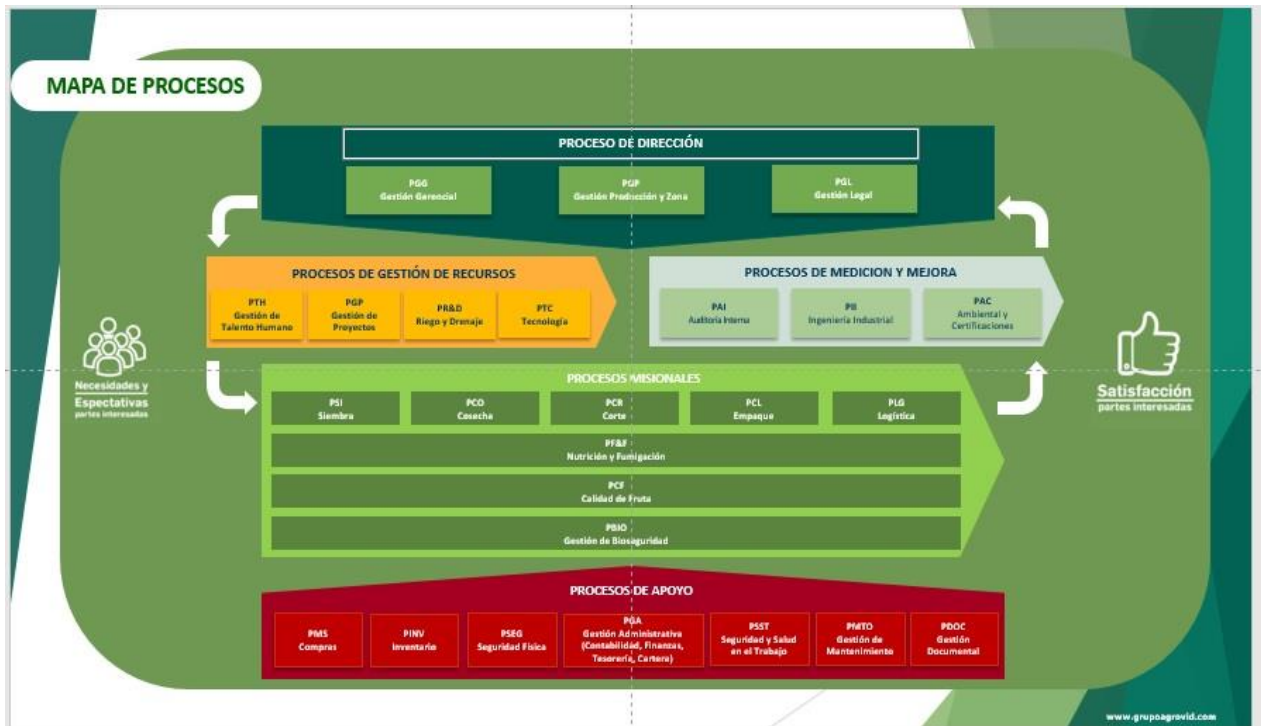 MAPA DE PROCESOS
PROCESO DE DIRECCIÓN
PGG
Gestión Gerencial
PGP
Gestión Producción y Zona
PGL
Gestión Legal
PROCESOS DE GESTIÓN DE RECURSOS
PTH
Gestión de
Talento Humano
PGP
Gestión de
Proyectos
PR&D
Riego y Drenaje
PTC
Tecnología
PROCESOS DE MEDICION Y MEJORA
PAI
Auditoría Interna
PII
Ingeniería Industrial
PAC
Ambiental y
Certificaciones
Necesidades y
Espectativas
partes interesadas
PROCESOS MISIONALES
PSI
Siembra
PCO
Cosecha
PCR
Corte
PCL
Empaque
PLG
Logística
PF&F
Nutrición y Fumigación
PCF
Calidad de Fruta
PBIO
Gestión de Bioseguridad
Satisfacción
partes interesadas
PROCESOS DE APOYO
PMS
Compras
PINV
Inventario
PSEG
Seguridad Física
PGA
Gestión Administrativa
(Contabilidad, Finanzas,
Tesorería, Cartera)
PSST
Seguridad y Salud
en el Trabajo
PMTO
Gestión de
Mantenimiento
PDOC
Gestión
Documental
www.grupoagrovid.com